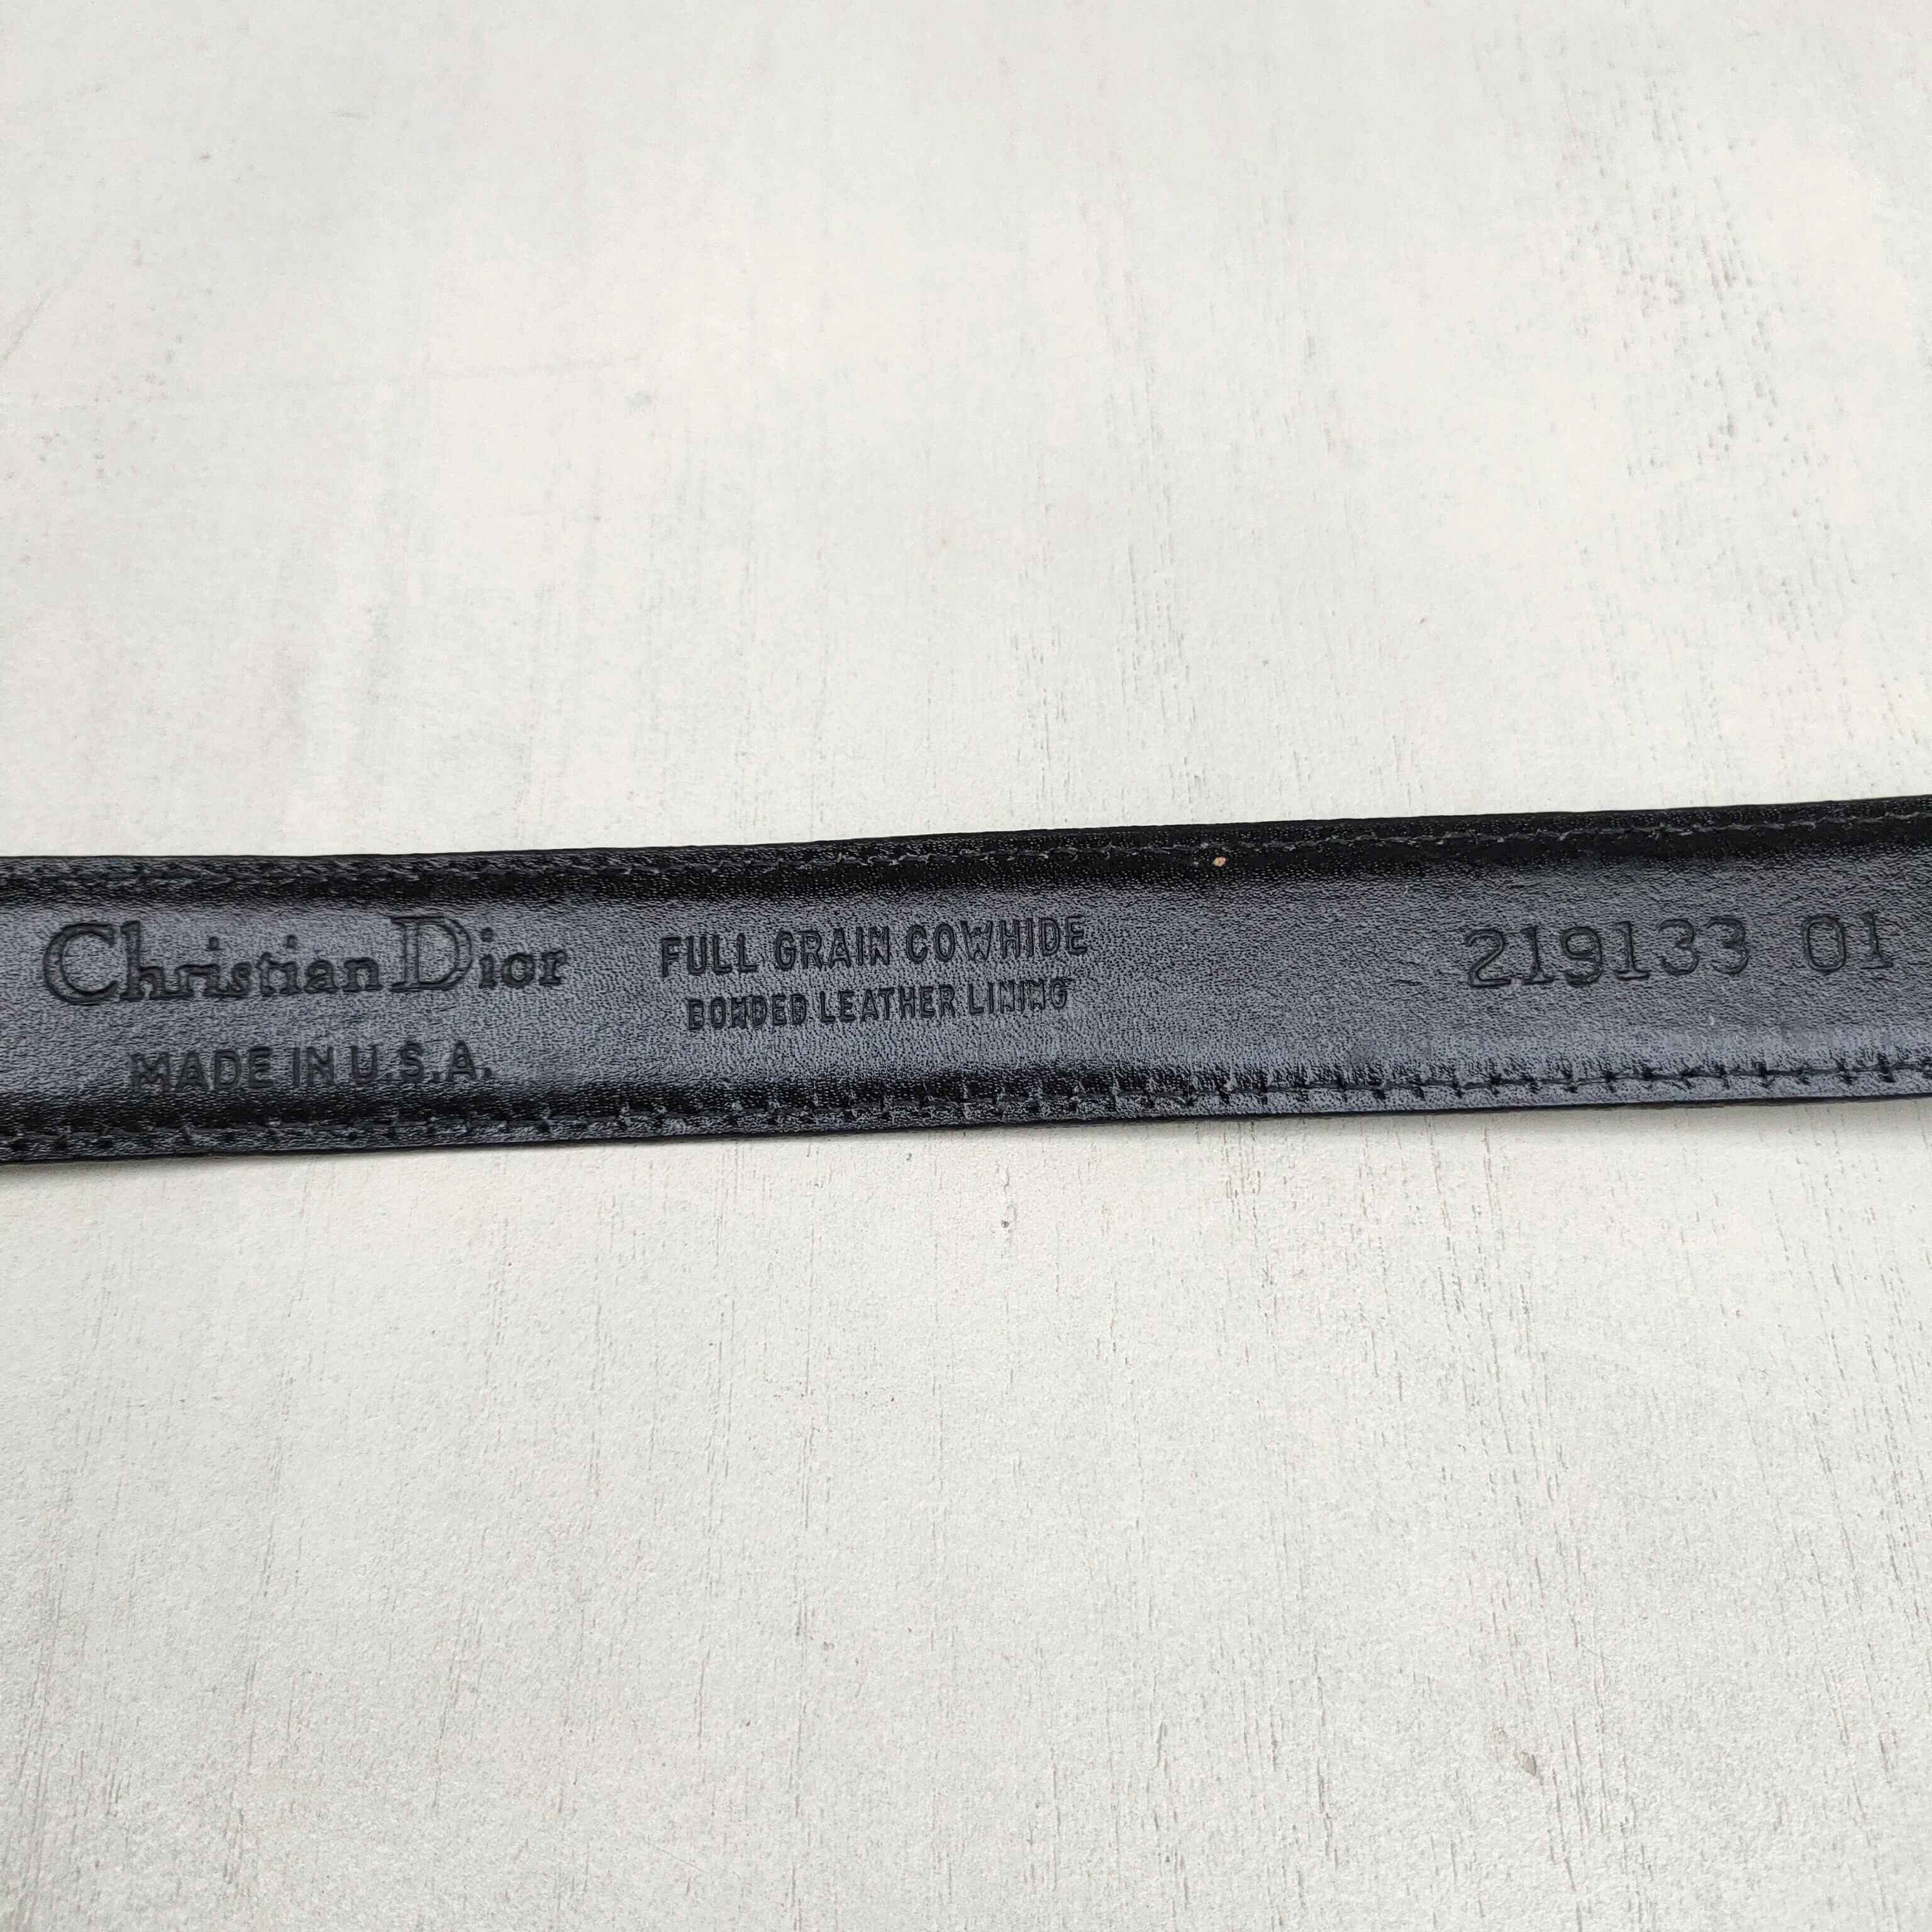 Christian Dior
MADE IN U.S.A.
FULL GRAIN COWHIDE
BONDED LEATHER LINING
219133 01